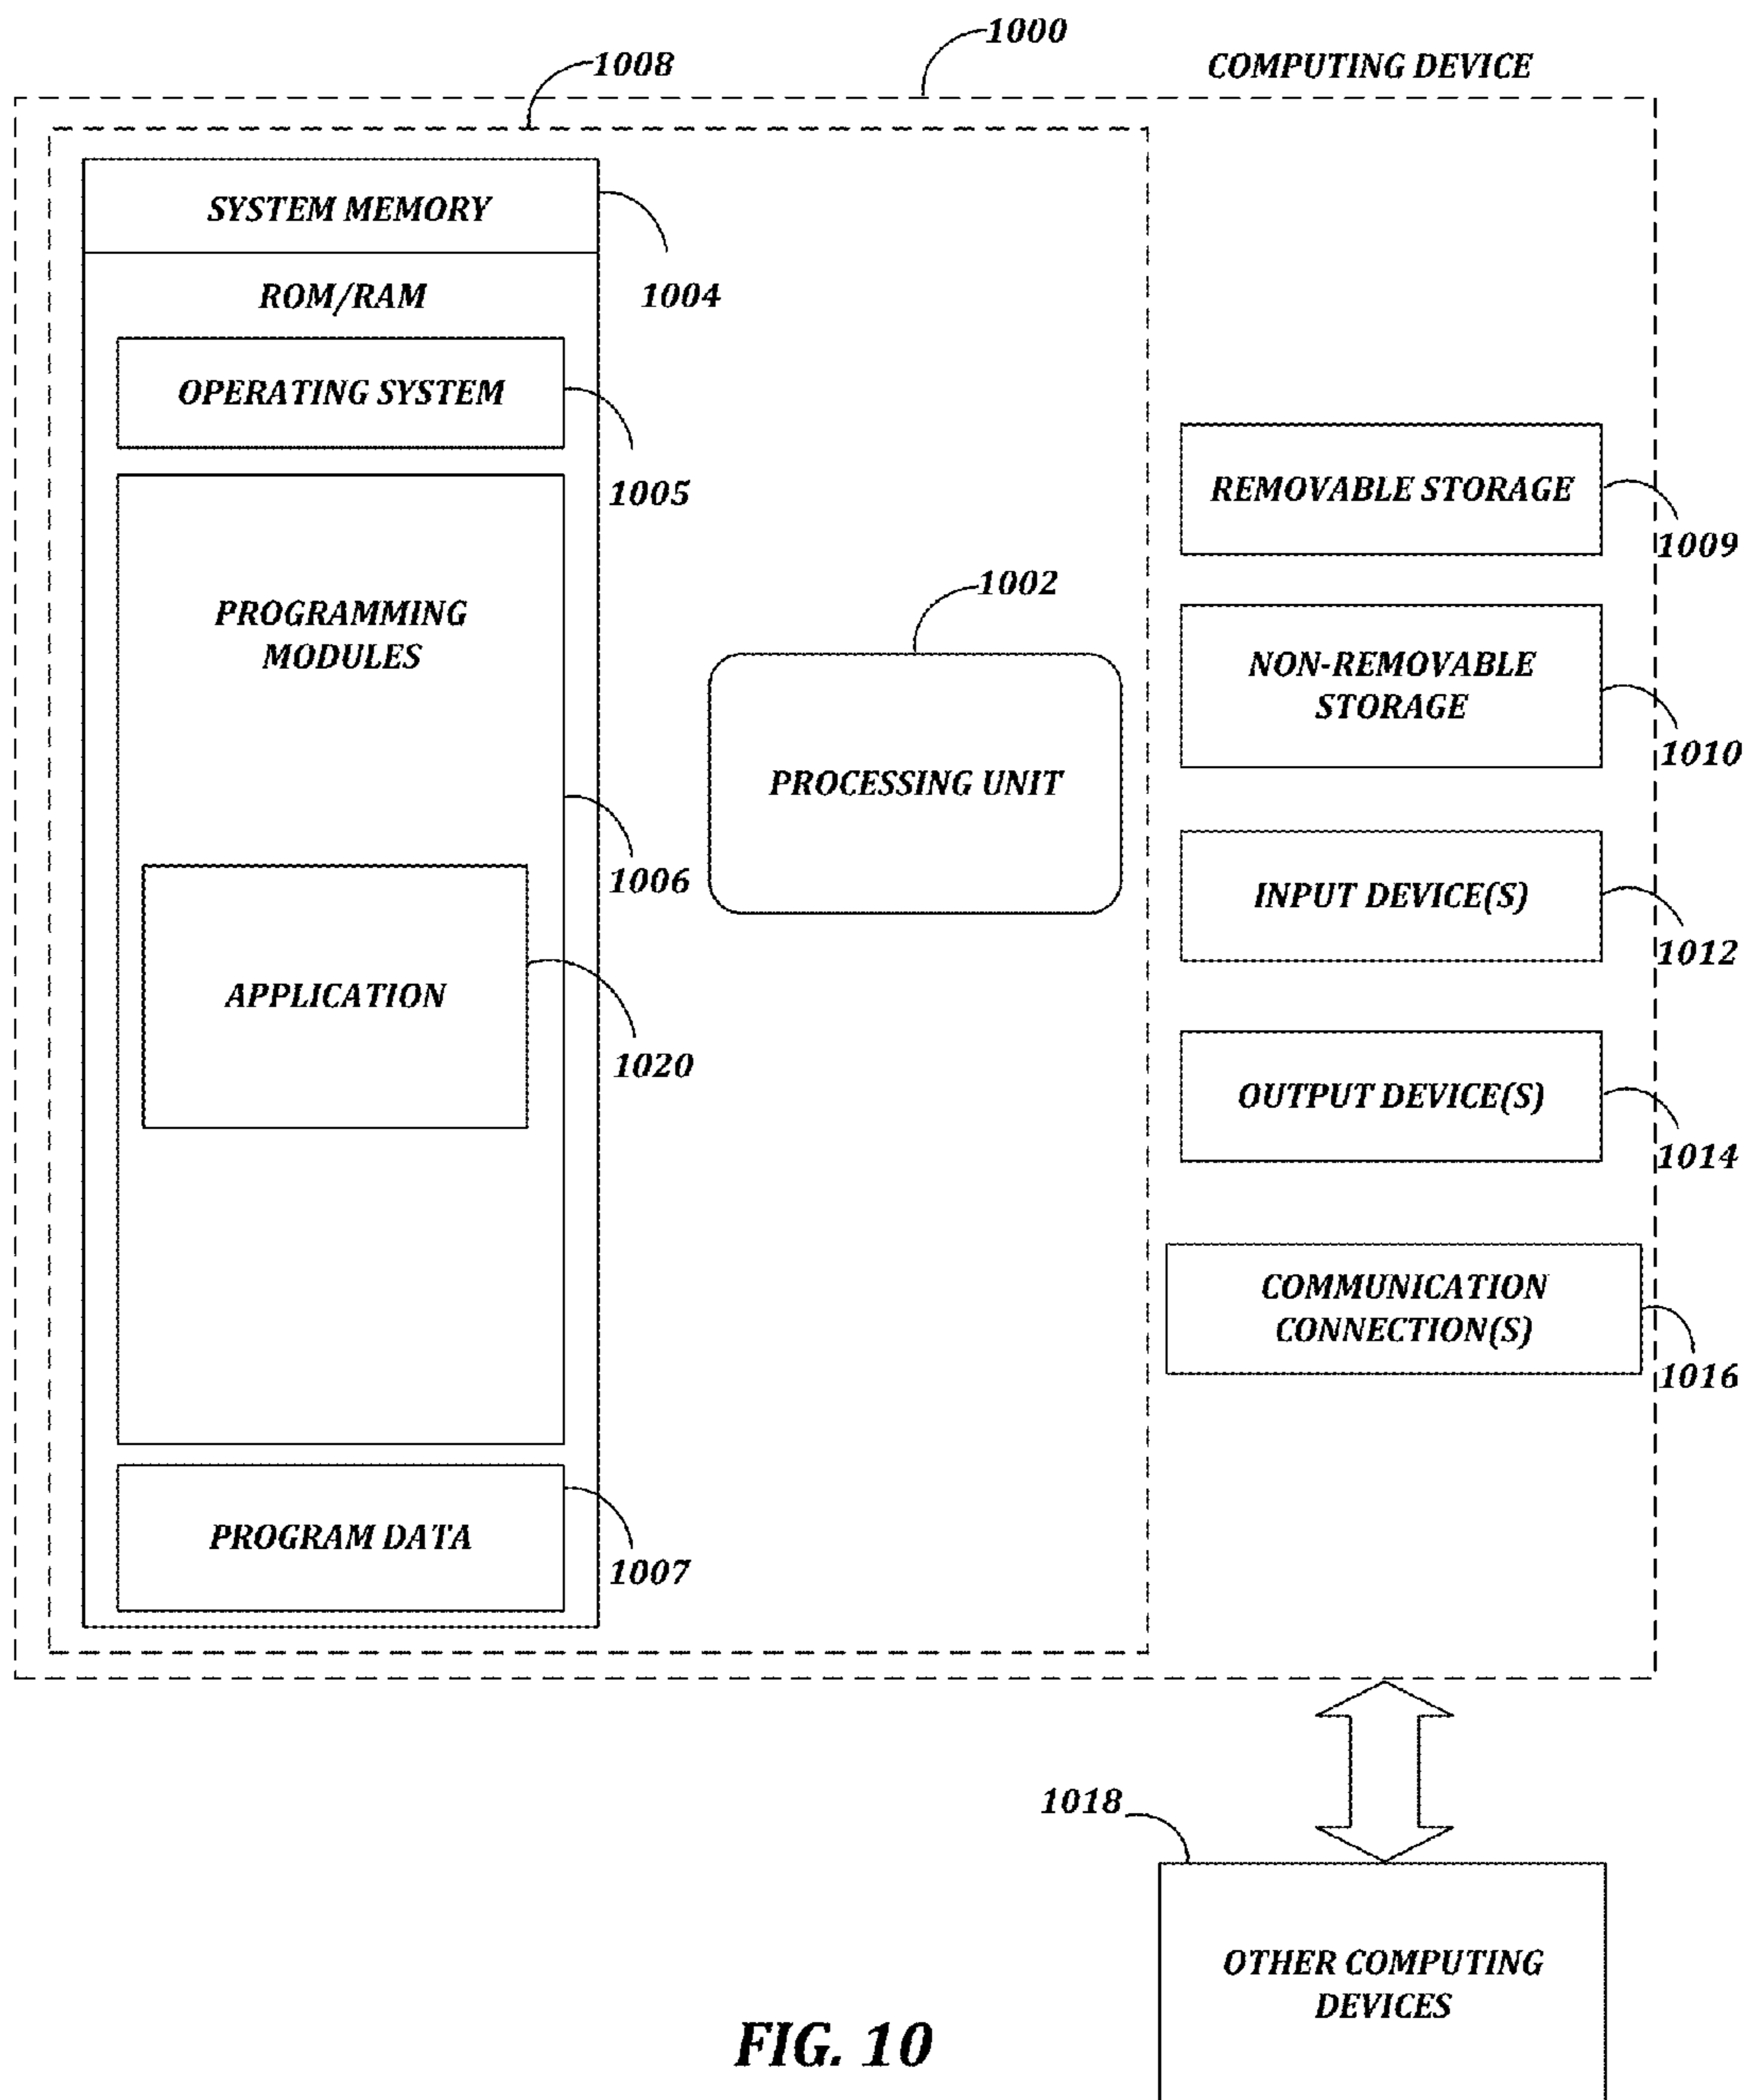 1000
COMPUTING DEVICE
1008
SYSTEM MEMORY
1004
ROM/RAM
OPERATING SYSTEM
1005
PROGRAMMING
MODULES
1006
APPLICATION
1020
PROGRAM DATA
1007
1002
PROCESSING UNIT
REMOVABLE STORAGE
1009
NON-REMOVABLE
STORAGE
1010
INPUT DEVICE(S)
1012
OUTPUT DEVICE(S)
1014
COMMUNICATION
CONNECTION(S)
1016
1018
OTHER COMPUTING
DEVICES
FIG. 10